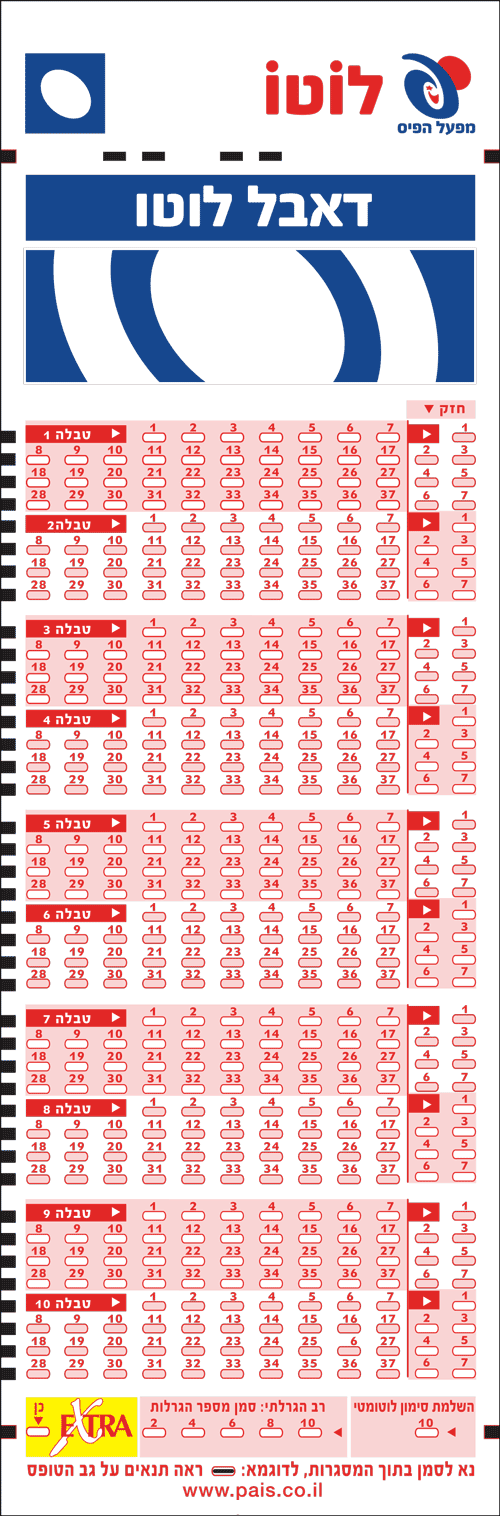 לוֹטוֹ
מפעל הפיס
דאבל לוטו
חזק
טבלה 1 1 2 3 4 5 6 7 1
8 9 10 11 12 13 14 15 16 17 2 3
18 19 20 21 22 23 24 25 26 27 4 5
28 29 30 31 32 33 34 35 36 37 6 7
טבלה2 1 2 3 4 5 6 7 1
8 9 10 11 12 13 14 15 16 17 2 3
18 19 20 21 22 23 24 25 26 27 4 5
28 29 30 31 32 33 34 35 36 37 6 7
טבלה 3 1 2 3 4 5 6 7 1
8 9 10 11 12 13 14 15 16 17 2 3
18 19 20 21 22 23 24 25 26 27 4 5
28 29 30 31 32 33 34 35 36 37 6 7
טבלה 4 1 2 3 4 5 6 7 1
8 9 10 11 12 13 14 15 16 17 2 3
18 19 20 21 22 23 24 25 26 27 4 5
28 29 30 31 32 33 34 35 36 37 6 7
טבלה 5 1 2 3 4 5 6 7 1
8 9 10 11 12 13 14 15 16 17 2 3
18 19 20 21 22 23 24 25 26 27 4 5
28 29 30 31 32 33 34 35 36 37 6 7
טבלה 6 1 2 3 4 5 6 7 1
8 9 10 11 12 13 14 15 16 17 2 3
18 19 20 21 22 23 24 25 26 27 4 5
28 29 30 31 32 33 34 35 36 37 6 7
טבלה 7 1 2 3 4 5 6 7 1
8 9 10 11 12 13 14 15 16 17 2 3
18 19 20 21 22 23 24 25 26 27 4 5
28 29 30 31 32 33 34 35 36 37 6 7
טבלה 8 1 2 3 4 5 6 7 1
8 9 10 11 12 13 14 15 16 17 2 3
18 19 20 21 22 23 24 25 26 27 4 5
28 29 30 31 32 33 34 35 36 37 6 7
טבלה 9 1 2 3 4 5 6 7 1
8 9 10 11 12 13 14 15 16 17 2 3
18 19 20 21 22 23 24 25 26 27 4 5
28 29 30 31 32 33 34 35 36 37 6 7
טבלה 10 1 2 3 4 5 6 7 1
8 9 10 11 12 13 14 15 16 17 2 3
18 19 20 21 22 23 24 25 6 27 4 5
28 29 30 31 32 33 34 35 36 37 6 7
השלמת סימון לוטומטי
10
רב הגרלתי: סמן מספר הגרלות
2 4 6 8 10
EXTRA
כן
נא לסמן בתוך המסגרות, לדוגמא: ראה תנאים על גב הטופס
www.pais.co.il